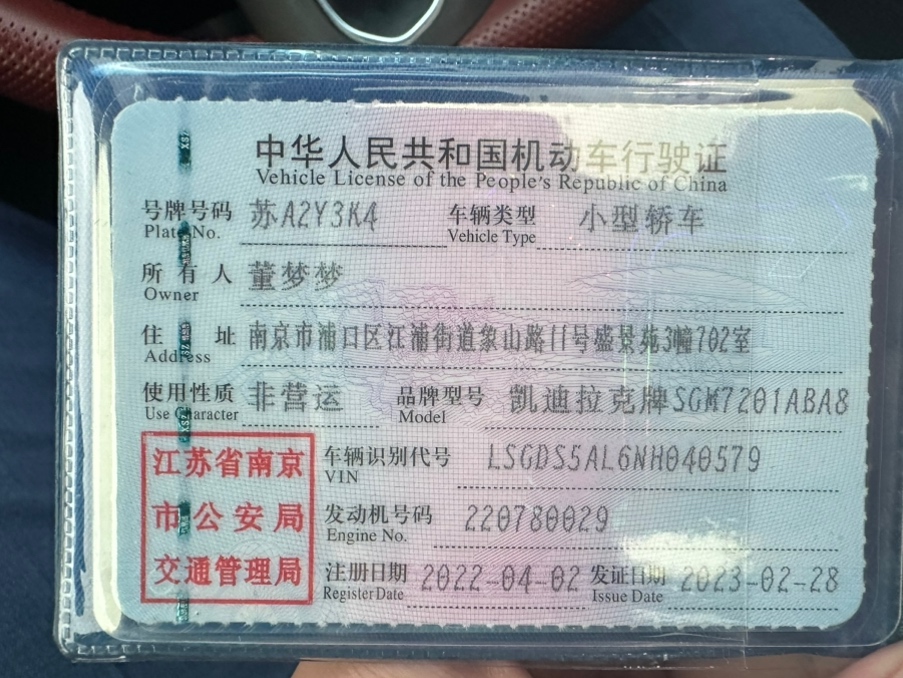 中华人民共和国机动车行驶证
Vehicle License of the People's Republic of China
号牌号码 苏A2Y3K4 车辆类型 小型轿车
Plate No. Vehicle Type
所有人 董梦梦
Owner
住址 南京市浦口区江浦街道象山路11号盛景苑3幢702室
Address
使用性质 非营运 品牌型号 凯迪拉克牌SGM7201ABA8
Use Character Model
江苏省南京
市公安局
交通管理局
车辆识别代号 LSGDS5AL6NH040579
VIN
发动机号码 220780029
Engine No.
注册日期 2022-04-02 发证日期 2023-02-28
Register Date Issue Date